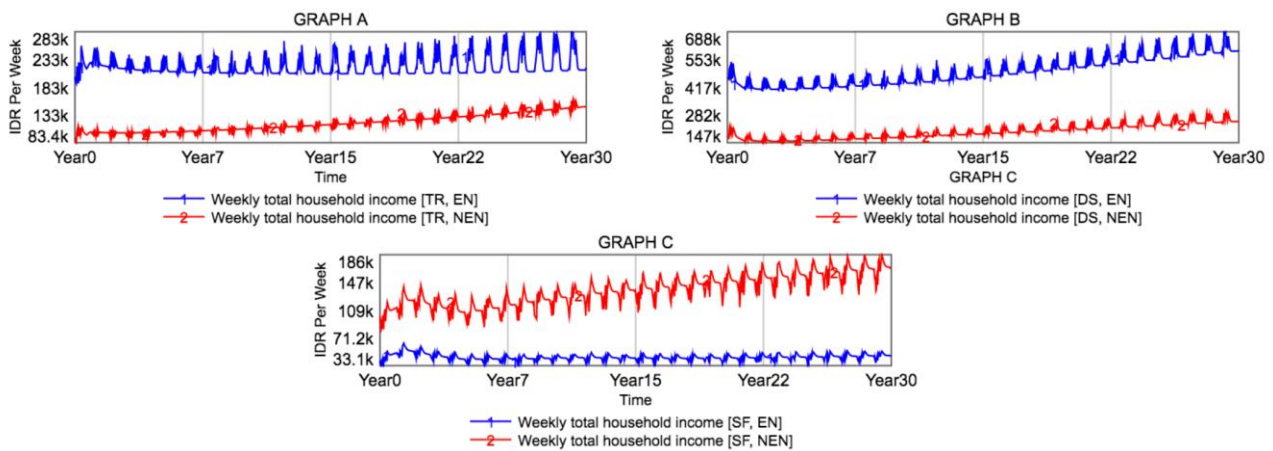 GRAPH A
IDR Per Week
283k
233k
183k
133k
83.4k
Year0 Year7 Year15 Year22 Year30
Time
1 Weekly total household income [TR, EN]
2 Weekly total household income [TR, NEN]
GRAPH B
IDR Per Week
688k
553k
417k
282k
147k
Year0 Year7 Year15 Year22 Year30
GRAPH C
1 Weekly total household income [DS, EN]
2 Weekly total household income [DS, NEN]
GRAPH C
IDR Per Week
186k
147k
109k
71.2k
33.1k
Year0 Year7 Year15 Year22 Year30
Time
1 Weekly total household income [SF, EN]
2 Weekly total household income [SF, NEN]